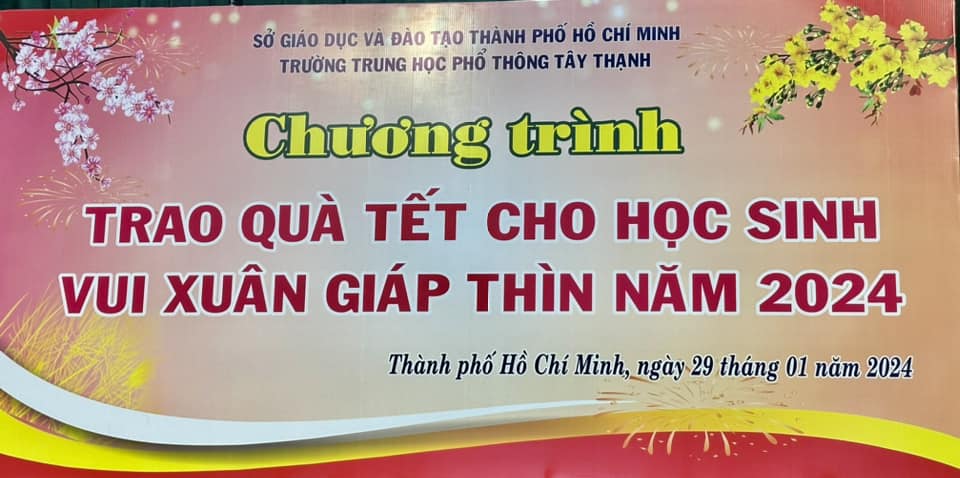 SỞ GIÁO DỤC VÀ ĐÀO TẠO THÀNH PHỐ HỒ CHÍ MINH
TRƯỜNG TRUNG HỌC PHỔ THÔNG TÂY THẠNH
Chương trình
TRAO QUÀ TẾT CHO HỌC SINH
VUI XUÂN GIÁP THÌN NĂM 2024
Thành phố Hồ Chí Minh, ngày 29 tháng 01 năm 2024